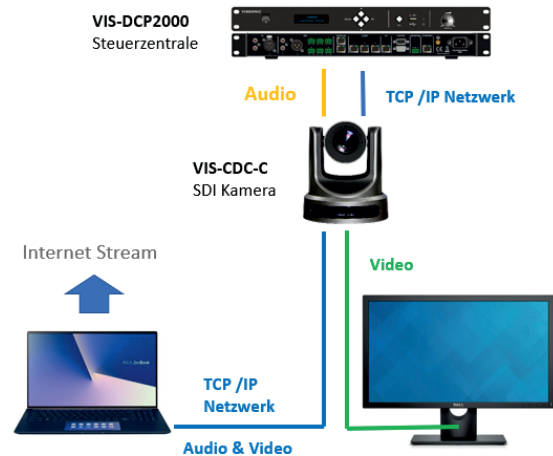 VIS-DCP2000
Steuerzentrale
Audio
TCP /IP Netzwerk
VIS-CDC-C
SDI Kamera
Internet Stream
Video
TCP /IP
Netzwerk
Audio & Video
DELL